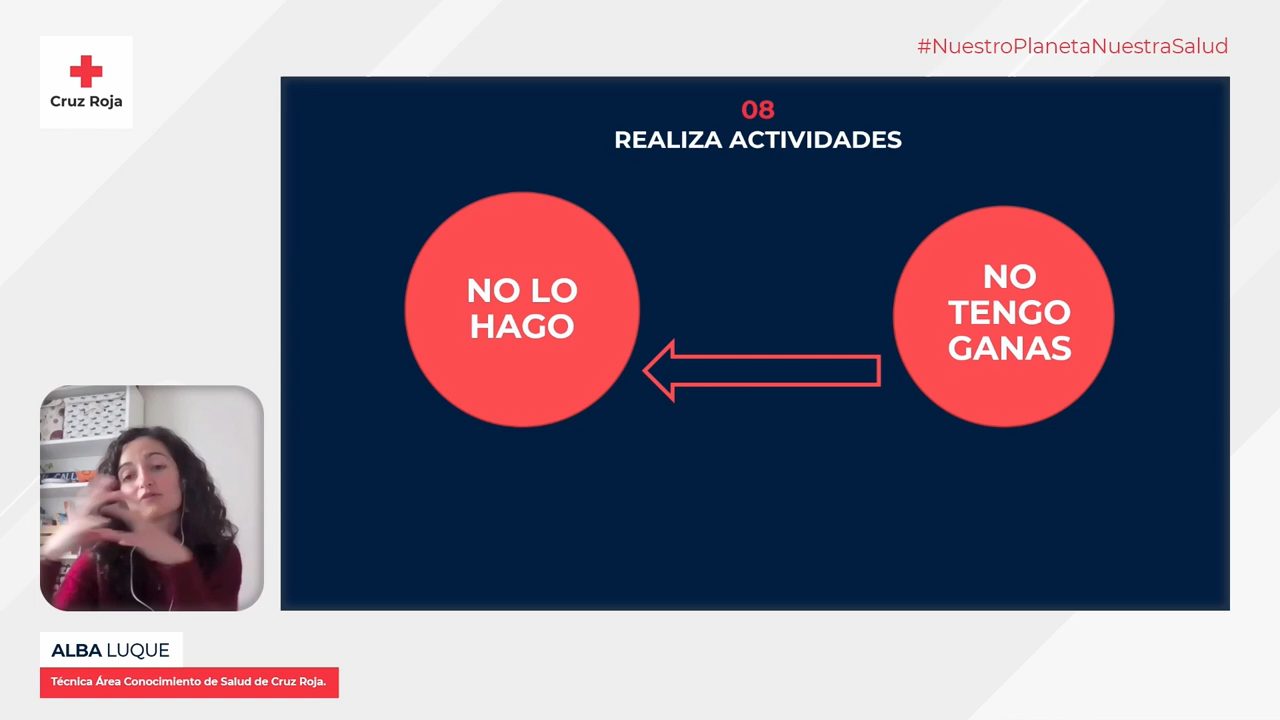 Cruz Roja
#NuestroPlanetaNuestraSalud
08
REALIZA ACTIVIDADES
NO LO
HAGO
NO
TENGO
GANAS
ALBA LUQUE
Técnica Área Conocimiento de Salud de Cruz Roja.